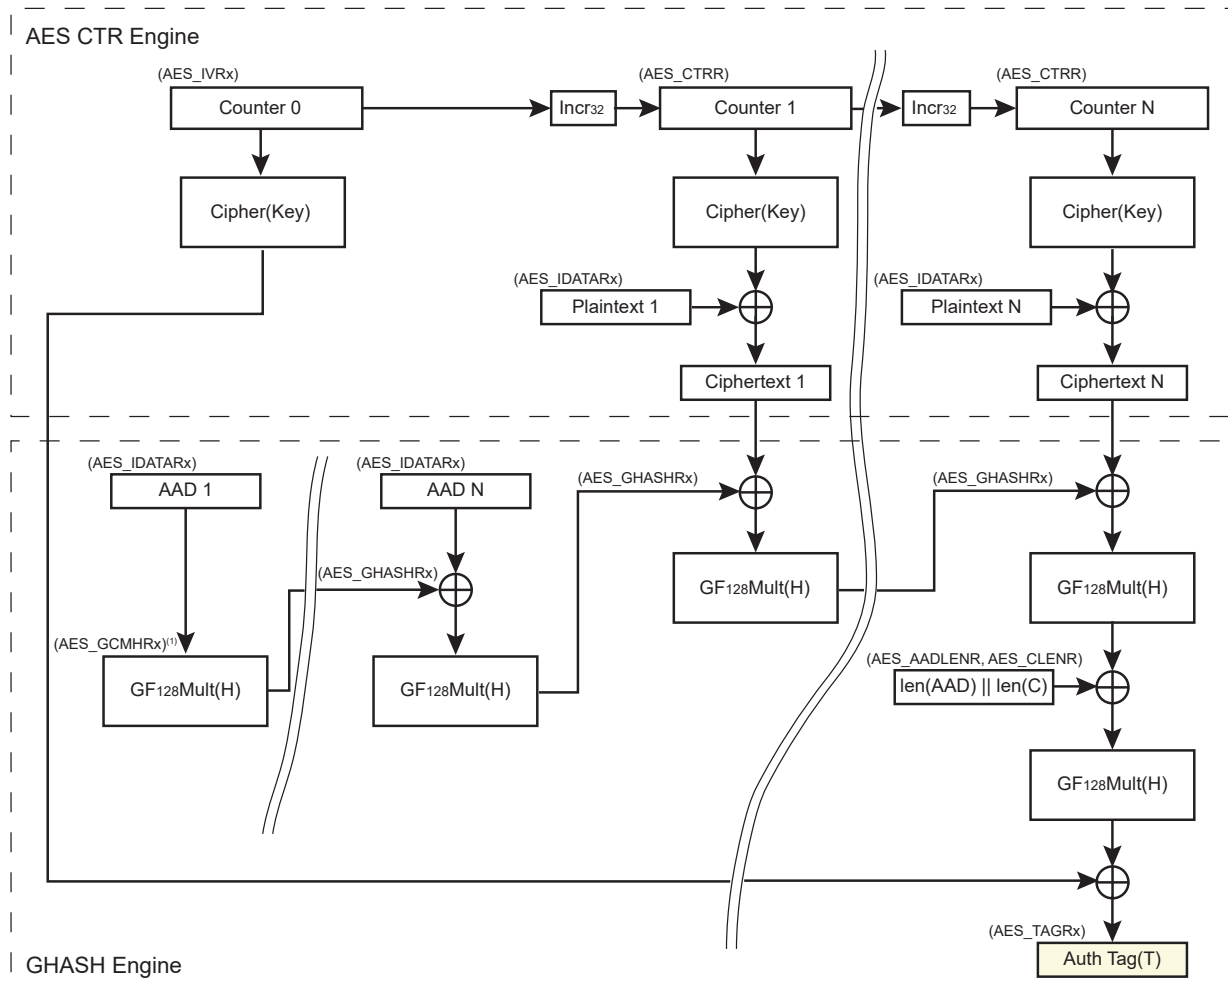 AES CTR Engine
(AES_IVRx)
Counter 0
Incr32
(AES_CTRR)
Counter 1
Incr32
(AES_CTRR)
Counter N
Cipher(Key)
Cipher(Key)
Cipher(Key)
(AES_IDATARx)
Plaintext 1
(AES_IDATARx)
Plaintext N
Ciphertext 1
Ciphertext N
(AES_IDATARx)
AAD 1
(AES_IDATARx)
AAD N
(AES_GHASHRx)
(AES_GHASHRx)
(AES_GHASHRx)
GF128Mult(H)
GF128Mult(H)
(AES_GCMHRx)(1)
GF128Mult(H)
GF128Mult(H)
(AES_AADLENR, AES_CLENR)
len(AAD) || len(C)
GF128Mult(H)
(AES_TAGRx)
Auth Tag(T)
GHASH Engine